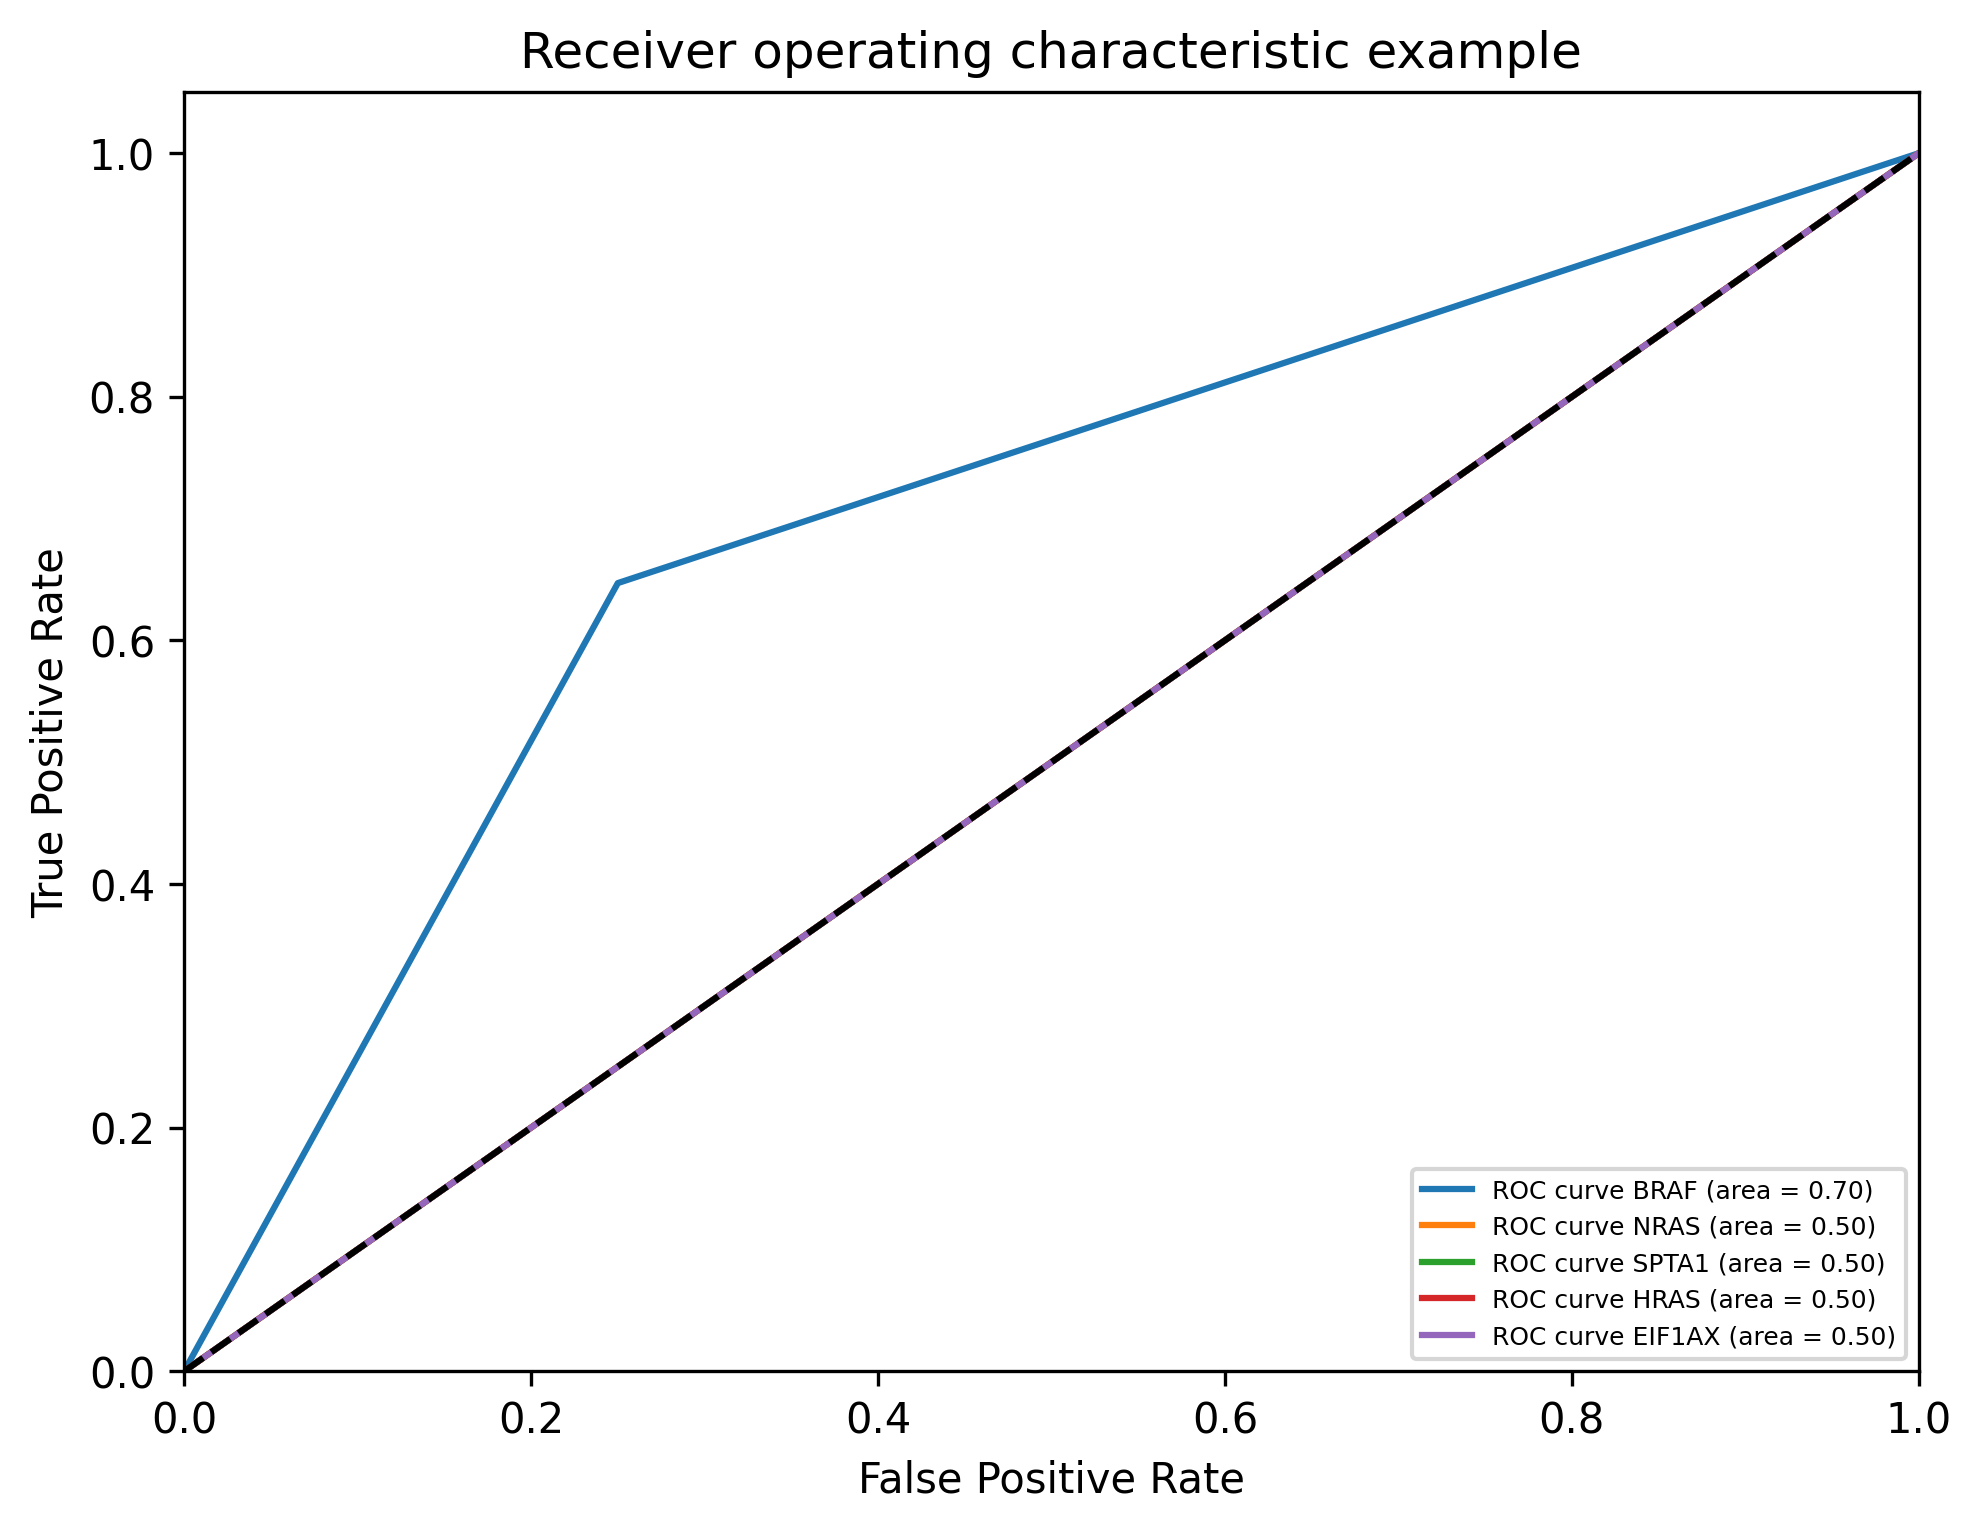 Receiver operating characteristic example
True Positive Rate
1.0
0.8
0.6
0.4
0.2
0.0
ROC curve BRAF (area = 0.70)
ROC curve NRAS (area = 0.50)
ROC curve SPTA1 (area = 0.50)
ROC curve HRAS (area = 0.50)
ROC curve EIF1AX (area = 0.50)
0.0 0.2 0.4 0.6 0.8 1.0
False Positive Rate